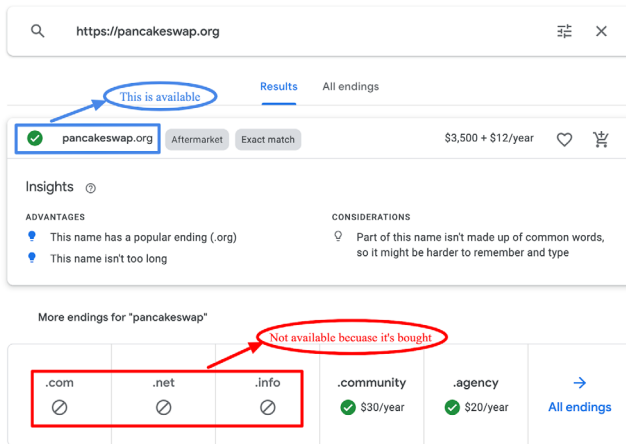 https://pancakeswap.org
Results All endings
This is available
pancakeswap.org Aftermarket Exact match $3,500 + $12/year
Insights
ADVANTAGES
This name has a popular ending (.org)
This name isn't too long
CONSIDERATIONS
Part of this name isn't made up of common words,
so it might be harder to remember and type
More endings for "pancakeswap"
Not available becuase it's bought
.com .net .info .community .agency
$30/year $20/year All endings